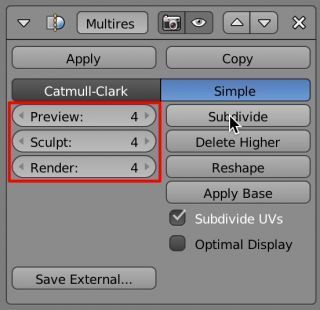 Multires
Apply Copy
Catmull-Clark Simple
Preview: 4 Subdivide
Sculpt: 4 Delete Higher
Render: 4 Reshape
Apply Base
Subdivide UVs
Optimal Display
Save External...